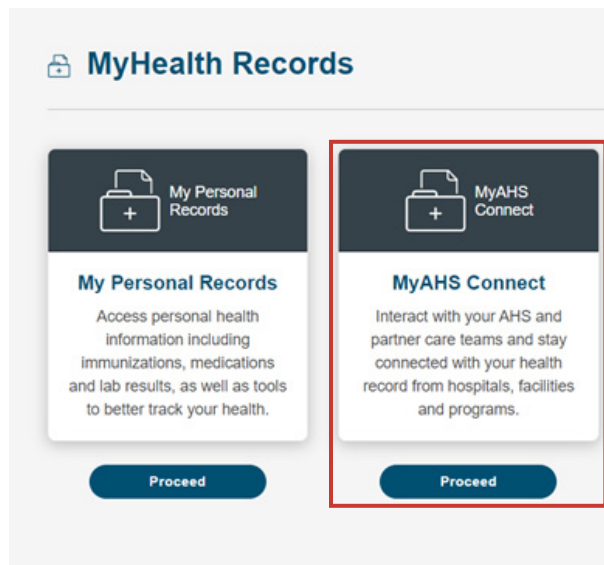 MyHealth Records
My Personal
Records
My Personal Records
Access personal health
information including
immunizations, medications
and lab results, as well as tools
to better track your health.
Proceed
MyAHS
Connect
MyAHS Connect
Interact with your AHS and
partner care teams and stay
connected with your health
record from hospitals, facilities
and programs.
Proceed